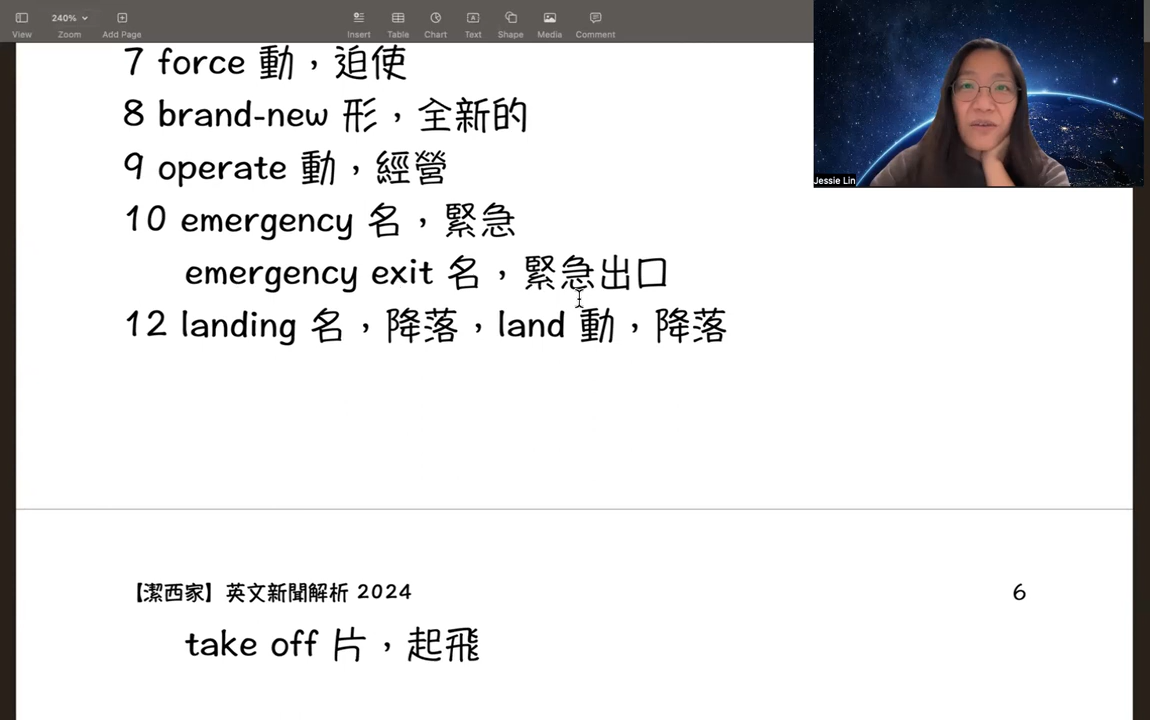 240%
View Zoom Add Page Insert Table Chart Text Shape Media Comment
Jessie Lin
7 force 動，迫使
8 brand-new 形，全新的
9 operate 動，經營
10 emergency 名，緊急
emergency exit 名，緊急出口
12 landing 名，降落，land 動，降落
【潔西家】英文新聞解析 2024 6
take off 片，起飛